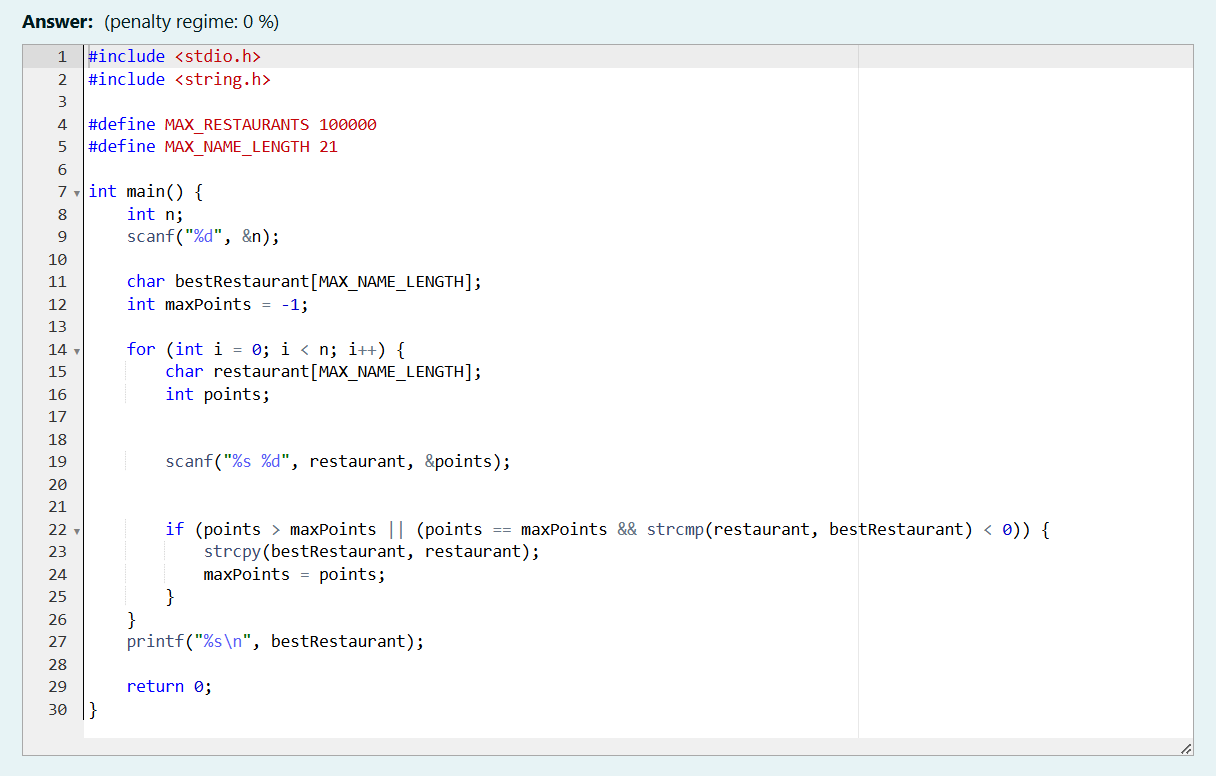 Answer: (penalty regime: 0 %)
1 #include <stdio.h>
2 #include <string.h>
3
4 #define MAX_RESTAURANTS 100000
5 #define MAX_NAME_LENGTH 21
6
7 int main() {
8     int n;
9     scanf("%d", &n);
10
11     char bestRestaurant[MAX_NAME_LENGTH];
12     int maxPoints = -1;
13
14     for (int i = 0; i < n; i++) {
15         char restaurant[MAX_NAME_LENGTH];
16         int points;
17
18
19         scanf("%s %d", restaurant, &points);
20
21
22         if (points > maxPoints || (points == maxPoints && strcmp(restaurant, bestRestaurant) < 0)) {
23             strcpy(bestRestaurant, restaurant);
24             maxPoints = points;
25         }
26     }
27     printf("%s\n", bestRestaurant);
28
29     return 0;
30 }